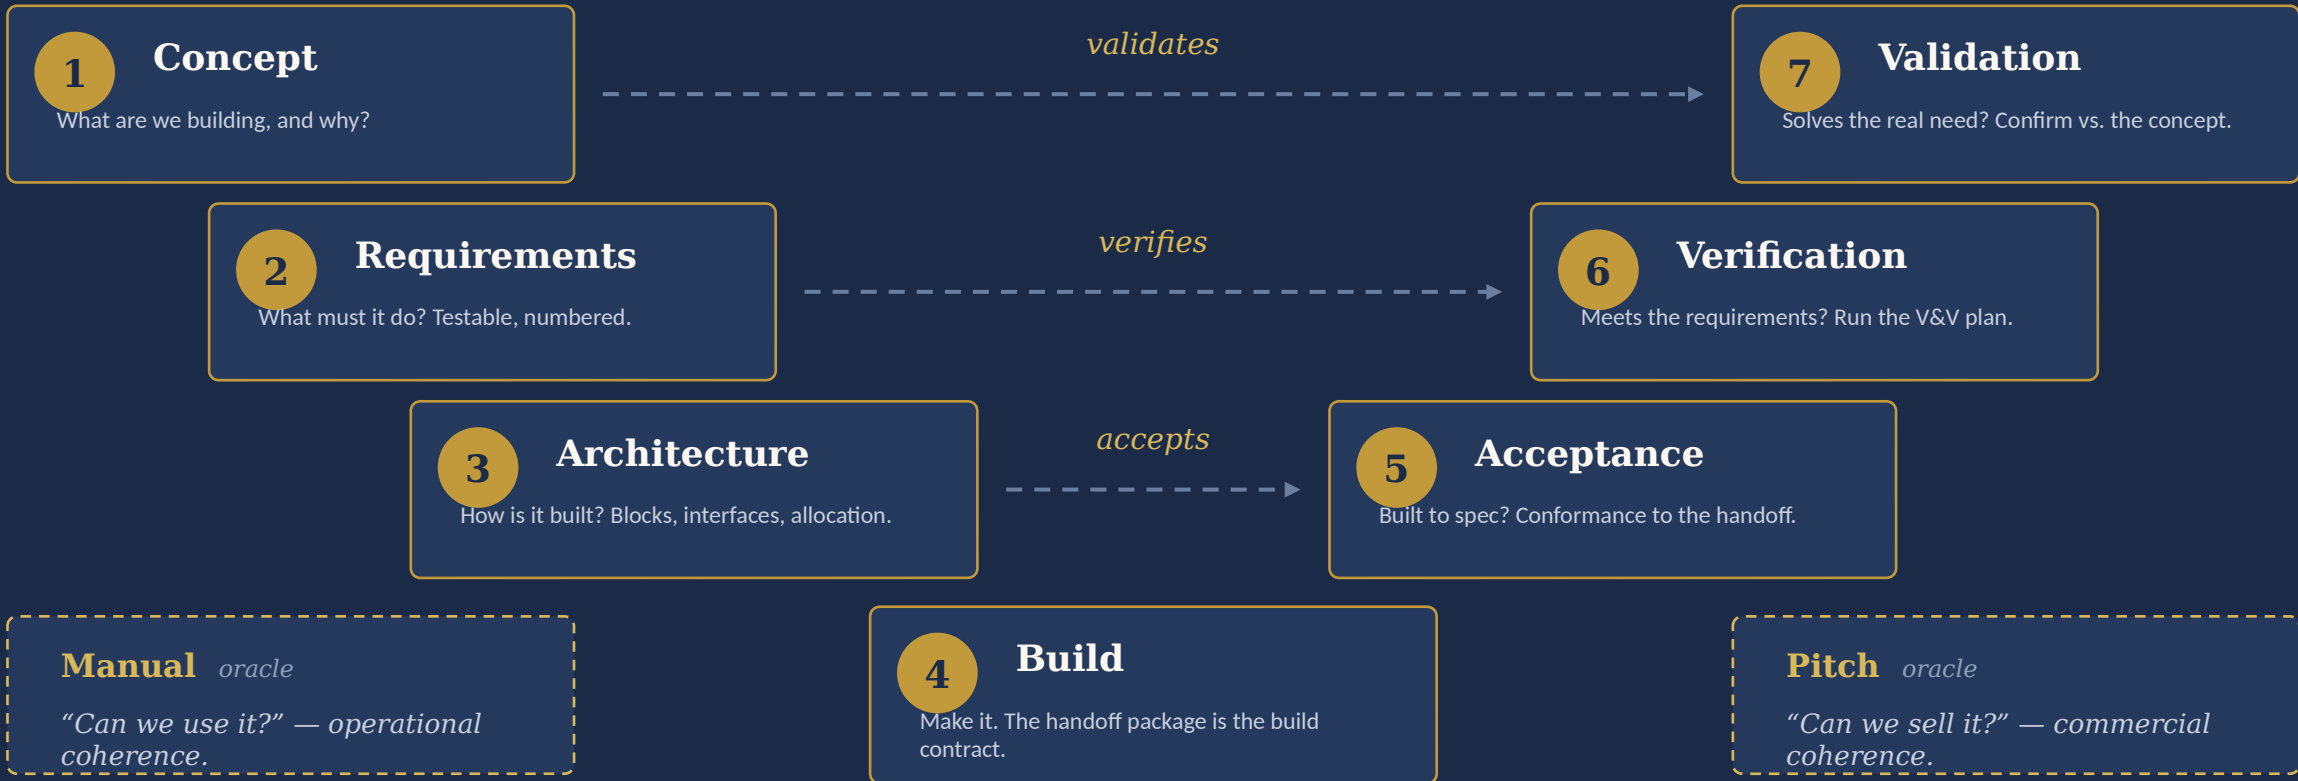 1
Concept
What are we building, and why?
validates
7
Validation
Solves the real need? Confirm vs. the concept.
2
Requirements
What must it do? Testable, numbered.
verifies
6
Verification
Meets the requirements? Run the V&V plan.
3
Architecture
How is it built? Blocks, interfaces, allocation.
accepts
5
Acceptance
Built to spec? Conformance to the handoff.
Manual oracle
“Can we use it?” — operational
coherence.
4
Build
Make it. The handoff package is the build
contract.
Pitch oracle
“Can we sell it?” — commercial
coherence.